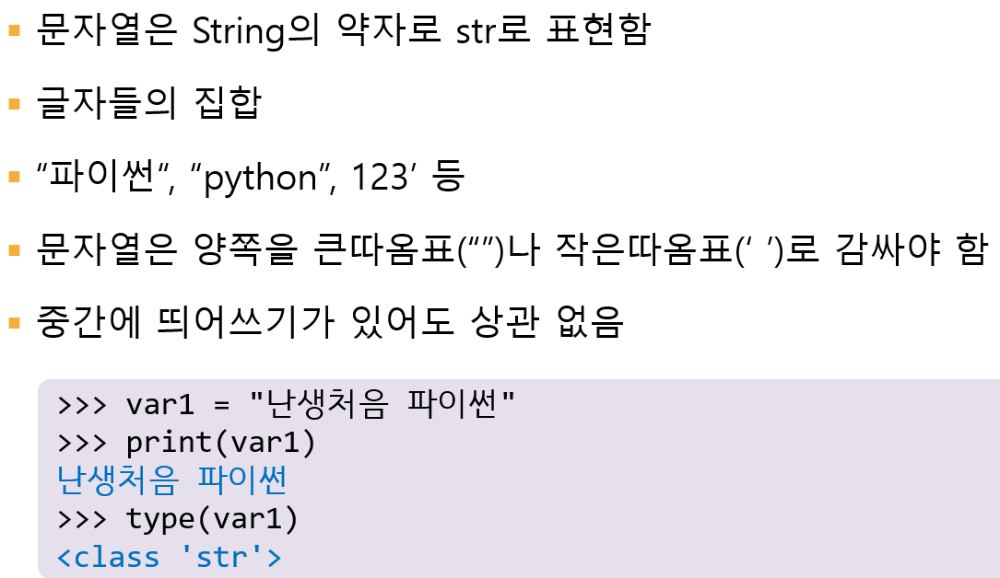 ▪ 문자열은 String의 약자로 str로 표현함
▪ 글자들의 집합
▪ “파이썬“, “python”, 123’ 등
▪ 문자열은 양쪽을 큰따옴표(“”)나 작은따옴표(‘ ’)로 감싸야 함
▪ 중간에 띄어쓰기가 있어도 상관 없음
>>> var1 = "난생처음 파이썬"
>>> print(var1)
난생처음 파이썬
>>> type(var1)
<class 'str'>